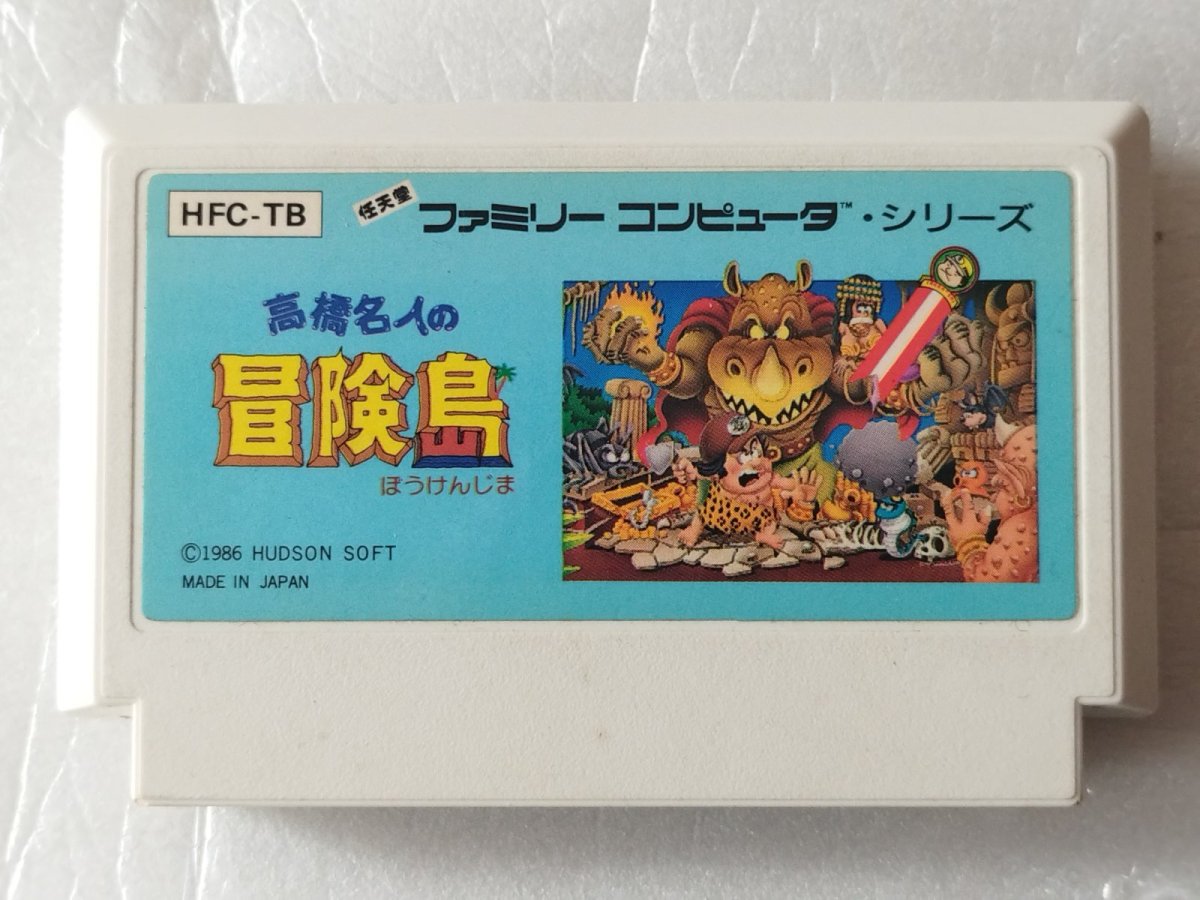 HFC-TB
任天堂 ファミリー コンピュータ™・シリーズ
高橋名人の
冒険島
ぼうけんじま
©1986 HUDSON SOFT
MADE IN JAPAN